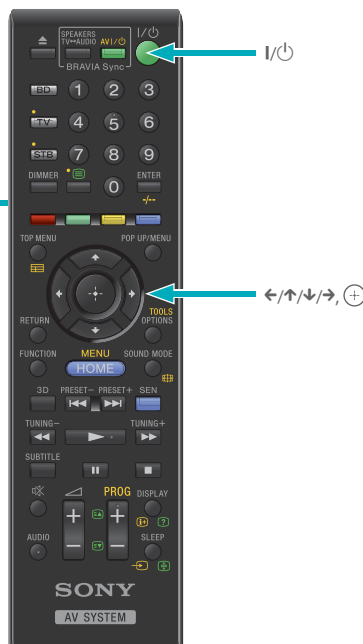 SPEAKERS
TV↔AUDIO AV I/⏻ I/⏻
⏏
BRAVIA Sync
I/⏻
BD 1 2 3
TV 4 5 6
STB 7 8 9
DIMMER 0 ENTER
-/--
TOP MENU POP UP/MENU
←/↑/↓/→,
TOOLS
RETURN OPTIONS
FUNCTION MENU SOUND MODE
HOME
3D PRESET– PRESET+ SEN
TUNING– TUNING+
SUBTITLE
PROG DISPLAY
+ + ?
AUDIO – – SLEEP
SONY
AV SYSTEM